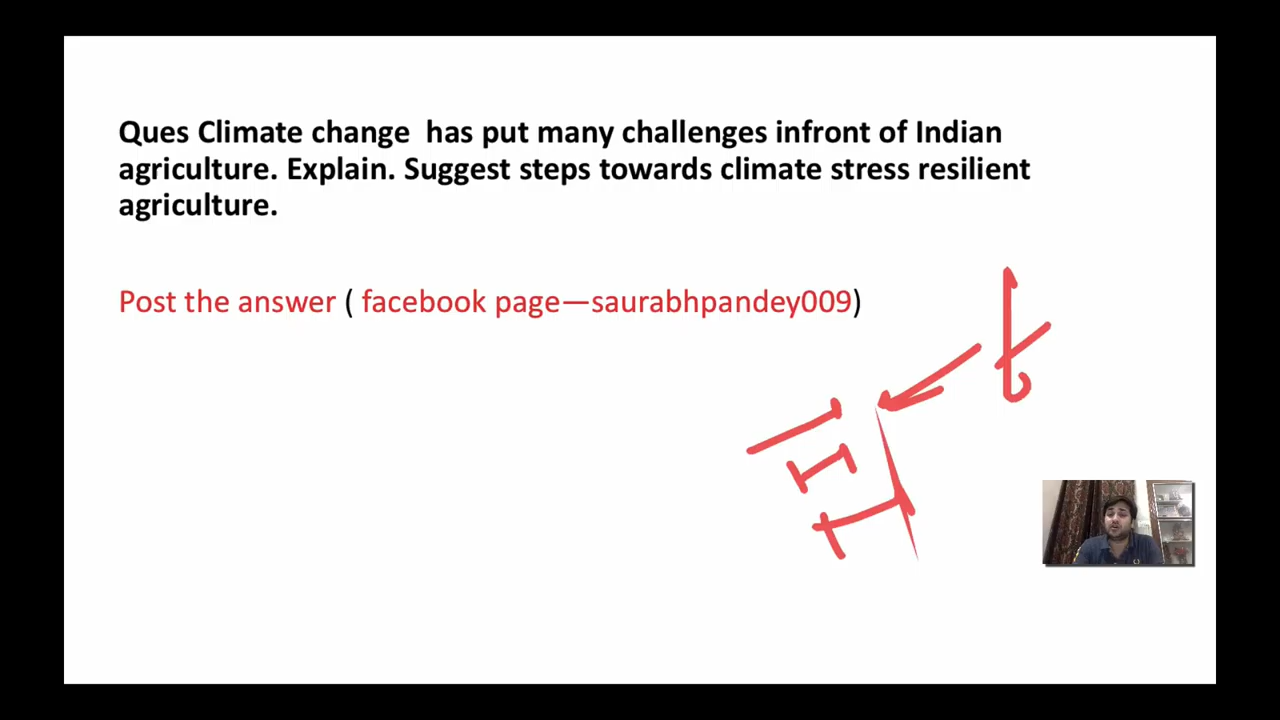 Ques Climate change  has put many challenges infront of Indian
agriculture. Explain. Suggest steps towards climate stress resilient
agriculture.
Post the answer ( facebook page—saurabhpandey009)